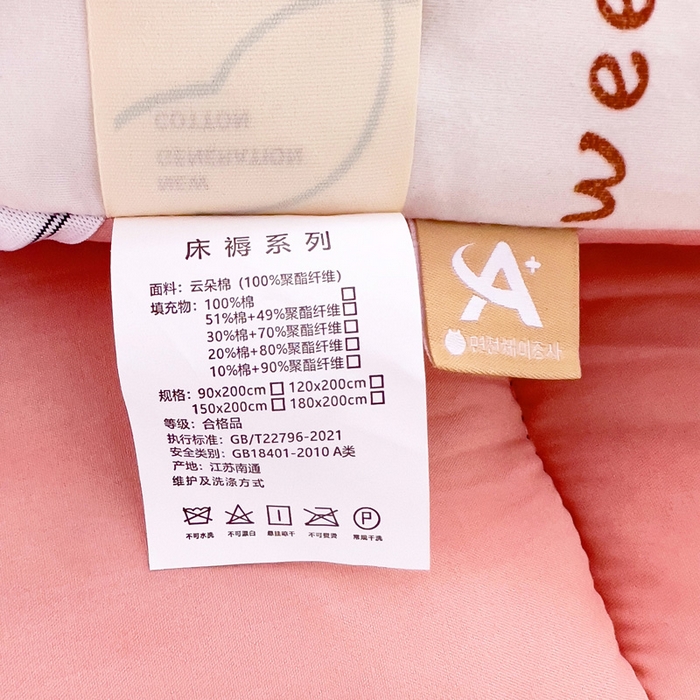 wee
COTTON
GENERATION
NEW
床褥系列
面料：云朵棉 (100%聚酯纤维)
填充物：100%棉 □
51%棉+49%聚酯纤维□
30%棉+70%聚酯纤维□
20%棉+80%聚酯纤维□
10%棉+90%聚酯纤维□
规格：90x200cm □ 120x200cm □
150x200cm □ 180x200cm □
等级：合格品
执行标准：GB/T22796-2021
安全类别：GB18401-2010 A类
产地：江苏南通
维护及洗涤方式
不可水洗 不可漂白 悬挂晾干 不可熨烫 常规干洗
A+